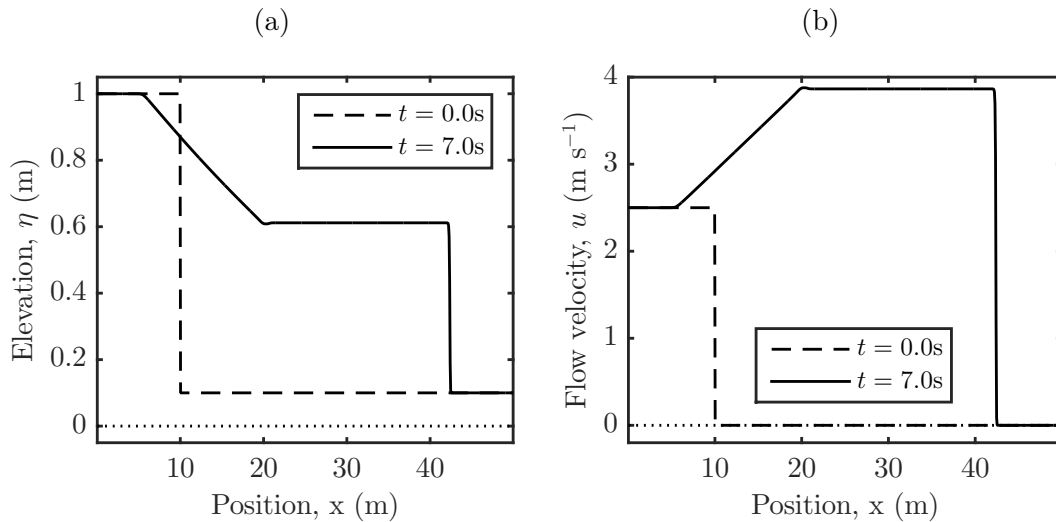 (a)
Elevation, η (m)
1
0.8
0.6
0.4
0.2
0
t = 0.0s
t = 7.0s
10
20
30
40
Position, x (m)
(b)
Flow velocity, u (m s⁻¹)
4
3
2
1
0
t = 0.0s
t = 7.0s
10
20
30
40
Position, x (m)